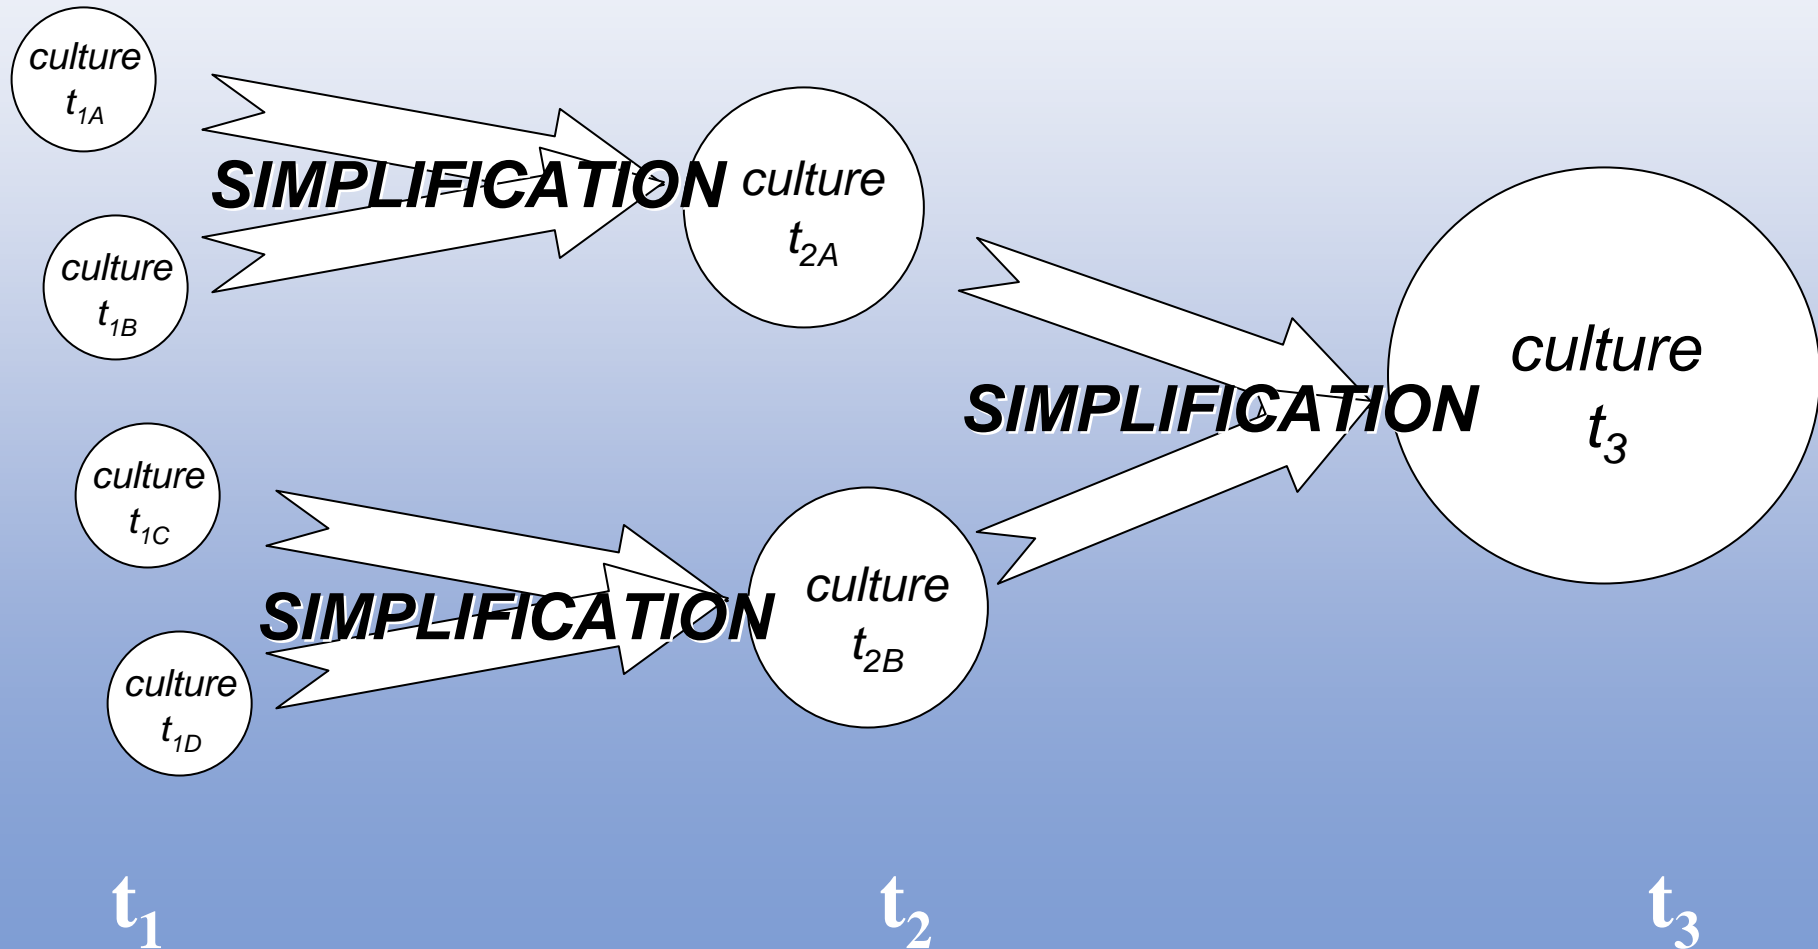 culture
t1A
SIMPLIFICATION
culture
t2A
culture
t1B
culture
t3
SIMPLIFICATION
culture
t1C
SIMPLIFICATION
culture
t2B
culture
t1D
t1
t2
t3